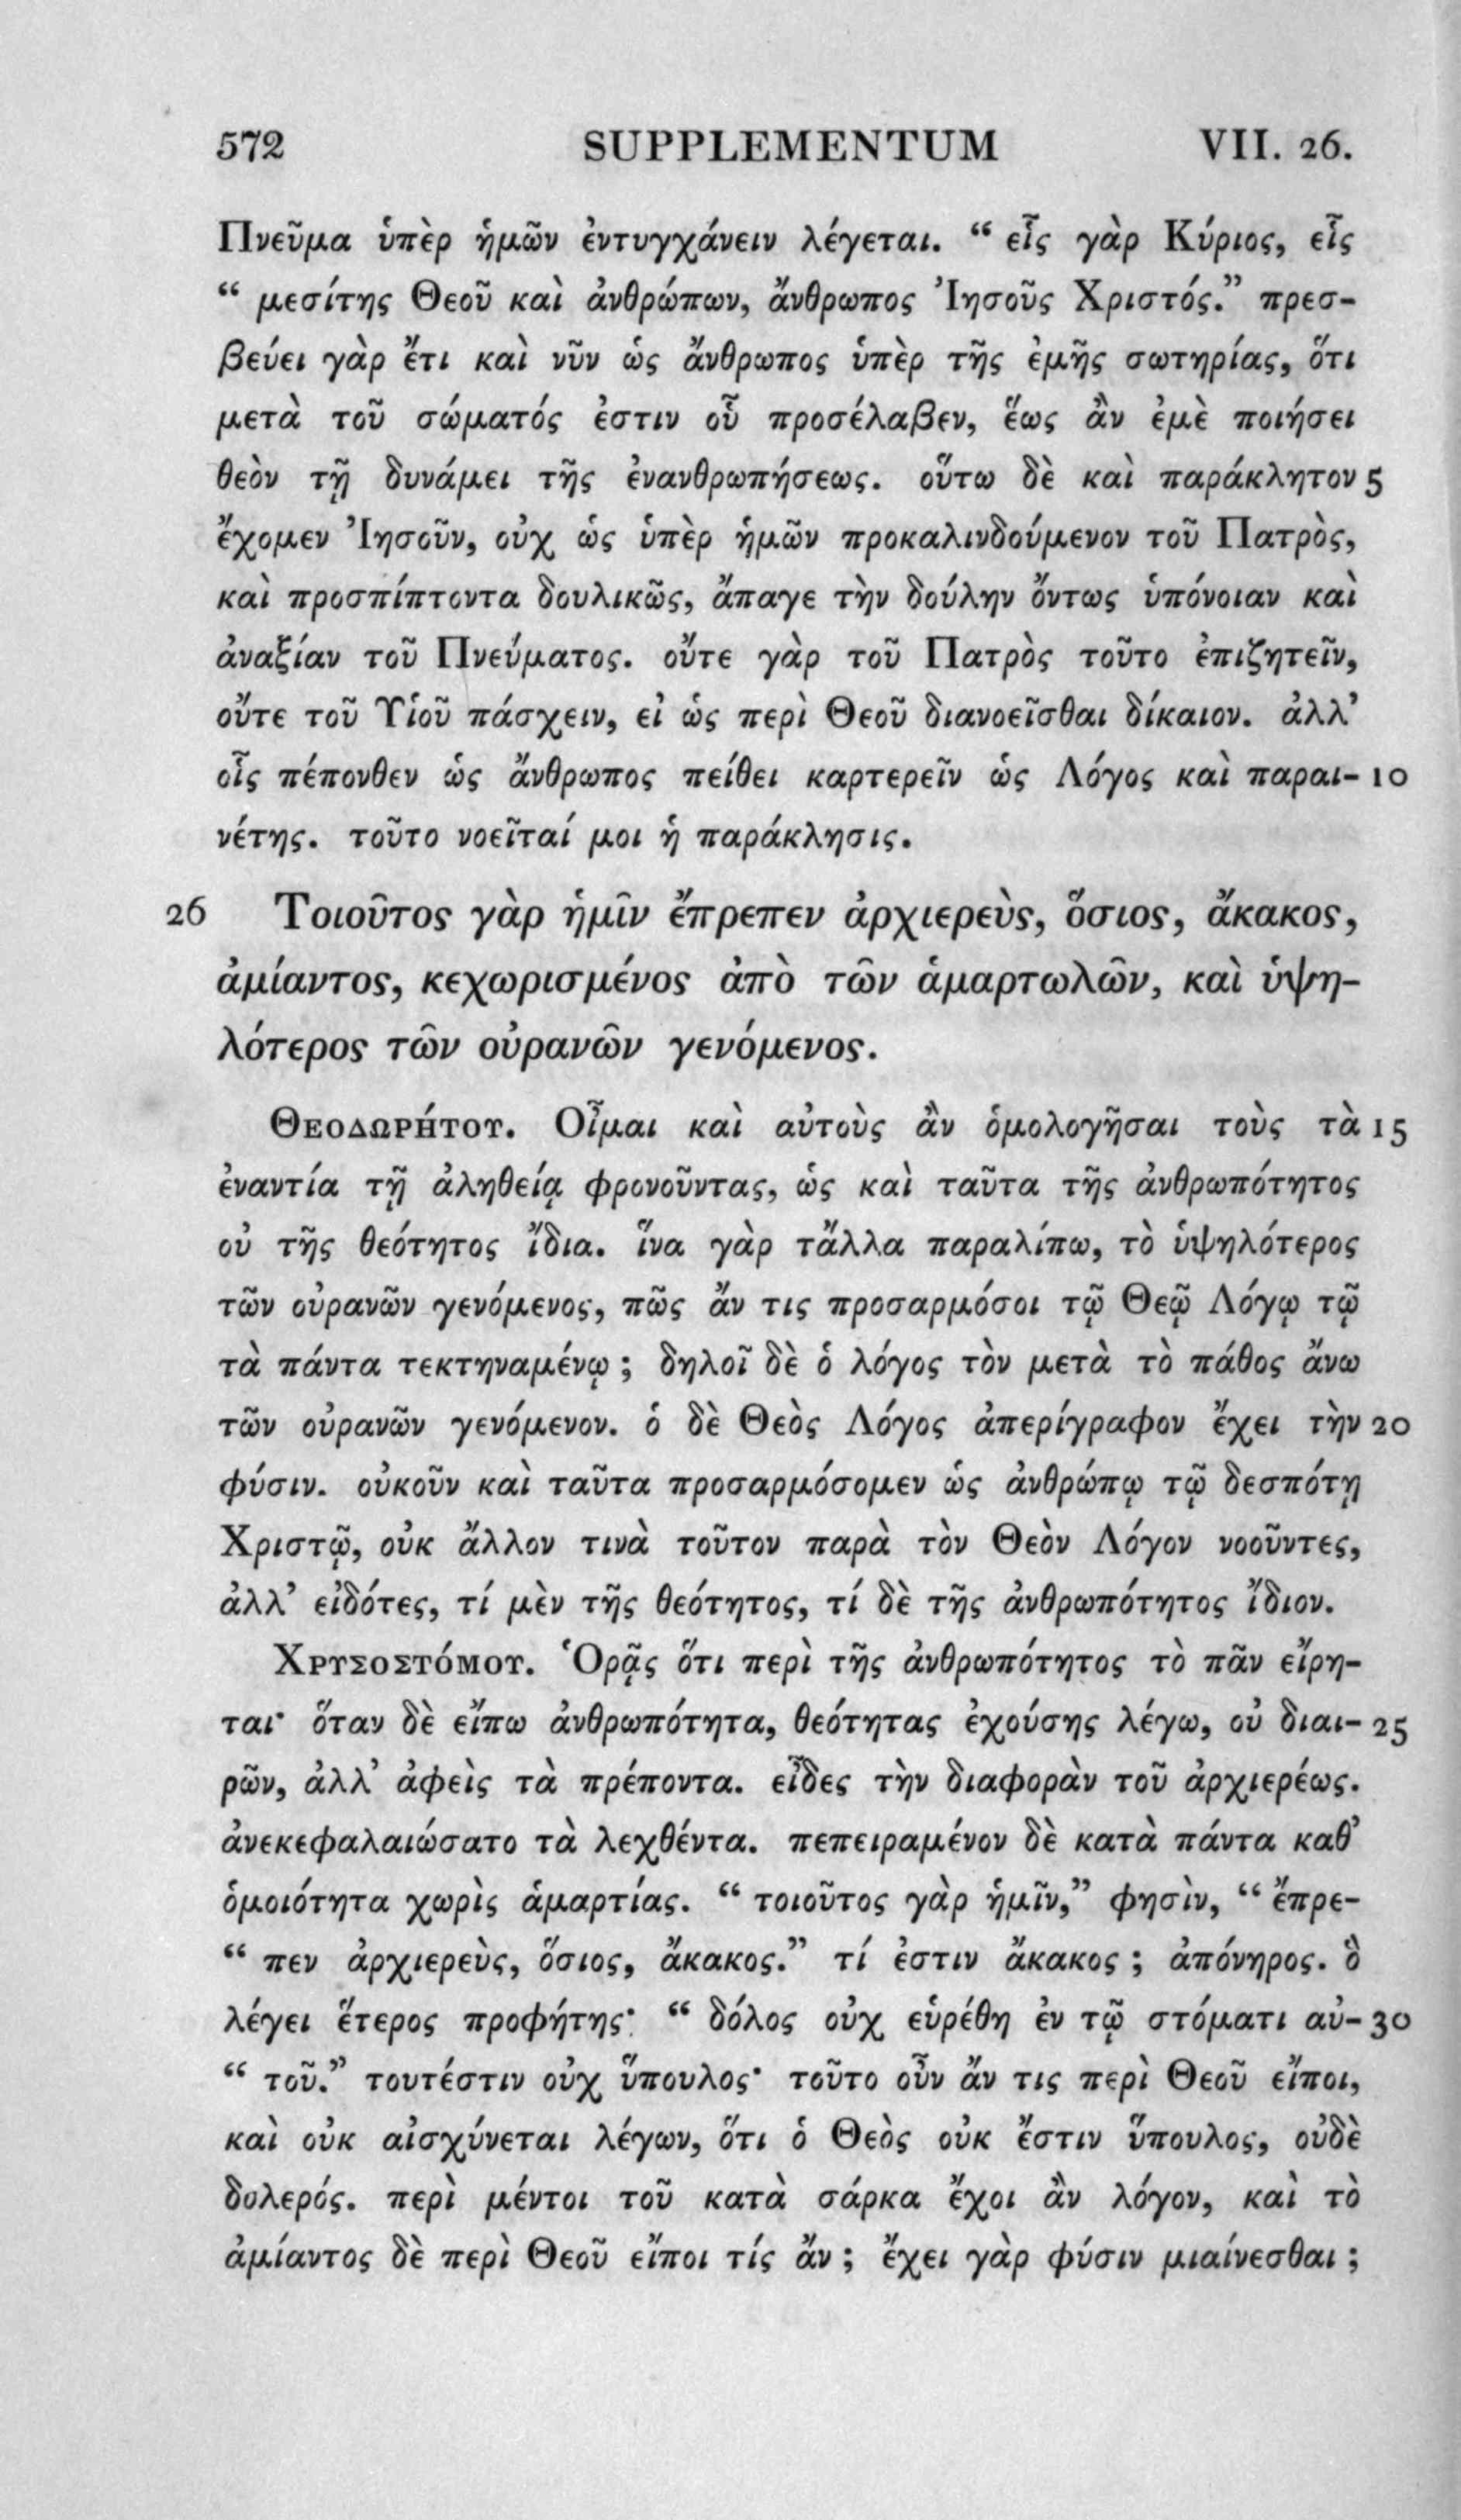 572 SUPPLEMENTUM VII. 26.
Πνεῦμα ὑπὲρ ἡμῶν ἐντυγχάνειν λέγεται. “ εἷς γὰρ Κύριος, εἷς
“ μεσίτης Θεοῦ καὶ ἀνθρώπων, ἄνθρωπος Ἰησοῦς Χριστός.” πρεσ-
βεύει γὰρ ἔτι καὶ νῦν ὡς ἄνθρωπος ὑπὲρ τῆς ἐμῆς σωτηρίας, ὅτι
μετὰ τοῦ σώματός ἐστιν οὗ προσέλαβεν, ἕως ἂν ἐμὲ ποιήσει
θεὸν τῇ δυνάμει τῆς ἐνανθρωπήσεως. οὕτω δὲ καὶ παράκλητον 5
ἔχομεν Ἰησοῦν, οὐχ ὡς ὑπὲρ ἡμῶν προκαλινδούμενον τοῦ Πατρὸς,
καὶ προσπίπτοντα δουλικῶς, ἄπαγε τὴν δούλην ὄντως ὑπόνοιαν καὶ
ἀναξίαν τοῦ Πνεύματος. οὔτε γὰρ τοῦ Πατρὸς τοῦτο ἐπιζητεῖν,
οὔτε τοῦ Υἱοῦ πάσχειν, εἰ ὡς περὶ Θεοῦ διανοεῖσθαι δίκαιον. ἀλλ’
οἷς πέπονθεν ὡς ἄνθρωπος πείθει καρτερεῖν ὡς Λόγος καὶ παραι- 10
νέτης. τοῦτο νοεῖταί μοι ἡ παράκλησις.
26 Τοιοῦτος γὰρ ἡμῖν ἔπρεπεν ἀρχιερεὺς, ὅσιος, ἄκακος,
ἀμίαντος, κεχωρισμένος ἀπὸ τῶν ἁμαρτωλῶν, καὶ ὑψη-
λότερος τῶν οὐρανῶν γενόμενος.
Θεοδωρήτου. Οἶμαι καὶ αὐτοὺς ἂν ὁμολογῆσαι τοὺς τὰ 15
ἐναντία τῇ ἀληθείᾳ φρονοῦντας, ὡς καὶ ταῦτα τῆς ἀνθρωπότητος
οὐ τῆς θεότητος ἴδια. ἵνα γὰρ τἄλλα παραλίπω, τὸ ὑψηλότερος
τῶν οὐρανῶν γενόμενος, πῶς ἄν τις προσαρμόσοι τῷ Θεῷ Λόγῳ τῷ
τὰ πάντα τεκτηναμένῳ ; δηλοῖ δὲ ὁ λόγος τὸν μετὰ τὸ πάθος ἄνω
τῶν οὐρανῶν γενόμενον. ὁ δὲ Θεὸς Λόγος ἀπερίγραφον ἔχει τὴν 20
φύσιν. οὐκοῦν καὶ ταῦτα προσαρμόσομεν ὡς ἀνθρώπῳ τῷ δεσπότῃ
Χριστῷ, οὐκ ἄλλον τινὰ τοῦτον παρὰ τὸν Θεὸν Λόγον νοοῦντες,
ἀλλ’ εἰδότες, τί μὲν τῆς θεότητος, τί δὲ τῆς ἀνθρωπότητος ἴδιον.
Χρυσοστόμου. Ὁρᾷς ὅτι περὶ τῆς ἀνθρωπότητος τὸ πᾶν εἴρη-
ται· ὅταν δὲ εἴπω ἀνθρωπότητα, θεότητας ἐχούσης λέγω, οὐ διαι- 25
ρῶν, ἀλλ’ ἀφεὶς τὰ πρέποντα. εἶδες τὴν διαφορὰν τοῦ ἀρχιερέως.
ἀνεκεφαλαιώσατο τὰ λεχθέντα. πεπειραμένον δὲ κατὰ πάντα καθ’
ὁμοιότητα χωρὶς ἁμαρτίας. “ τοιοῦτος γὰρ ἡμῖν,” φησὶν, “ ἔπρε-
“ πεν ἀρχιερεὺς, ὅσιος, ἄκακος.” τί ἐστιν ἄκακος ; ἀπόνηρος. ὃ
λέγει ἕτερος προφήτης· “ δόλος οὐχ εὑρέθη ἐν τῷ στόματι αὐ- 30
“ τοῦ.” τουτέστιν οὐχ ὕπουλος· τοῦτο οὖν ἄν τις περὶ Θεοῦ εἴποι,
καὶ οὐκ αἰσχύνεται λέγων, ὅτι ὁ Θεὸς οὐκ ἔστιν ὕπουλος, οὐδὲ
δολερός. περὶ μέντοι τοῦ κατὰ σάρκα ἔχοι ἂν λόγον, καὶ τὸ
ἀμίαντος δὲ περὶ Θεοῦ εἴποι τίς ἄν ; ἔχει γὰρ φύσιν μιαίνεσθαι ;